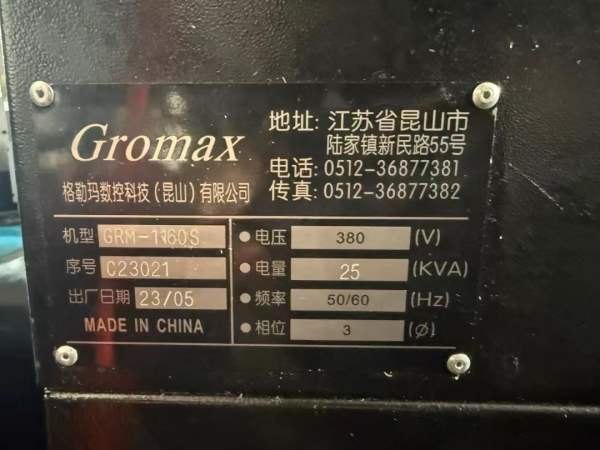 Gromax
格勒玛数控科技（昆山）有限公司
地址: 江苏省昆山市
陆家镇新民路55号
电话: 0512-36877381
传真: 0512-36877382
机型 GRM-1160S
序号 C23021
出厂日期 23/05
MADE IN CHINA
●电压 380 (V)
●电量 25 (KVA)
●频率 50/60 (Hz)
●相位 3 (Ø)